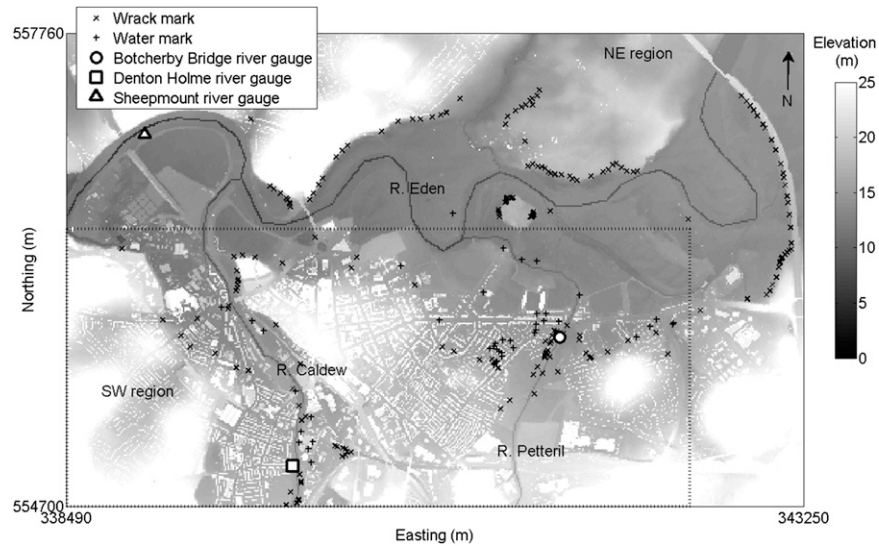 557760
Wrack mark
Water mark
Botcherby Bridge river gauge
Denton Holme river gauge
Sheepmount river gauge
NE region
N
Elevation
(m)
25
20
15
10
5
0
R. Eden
Northing (m)
R. Caldew
SW region
R. Petteril
554700
338490
343250
Easting (m)